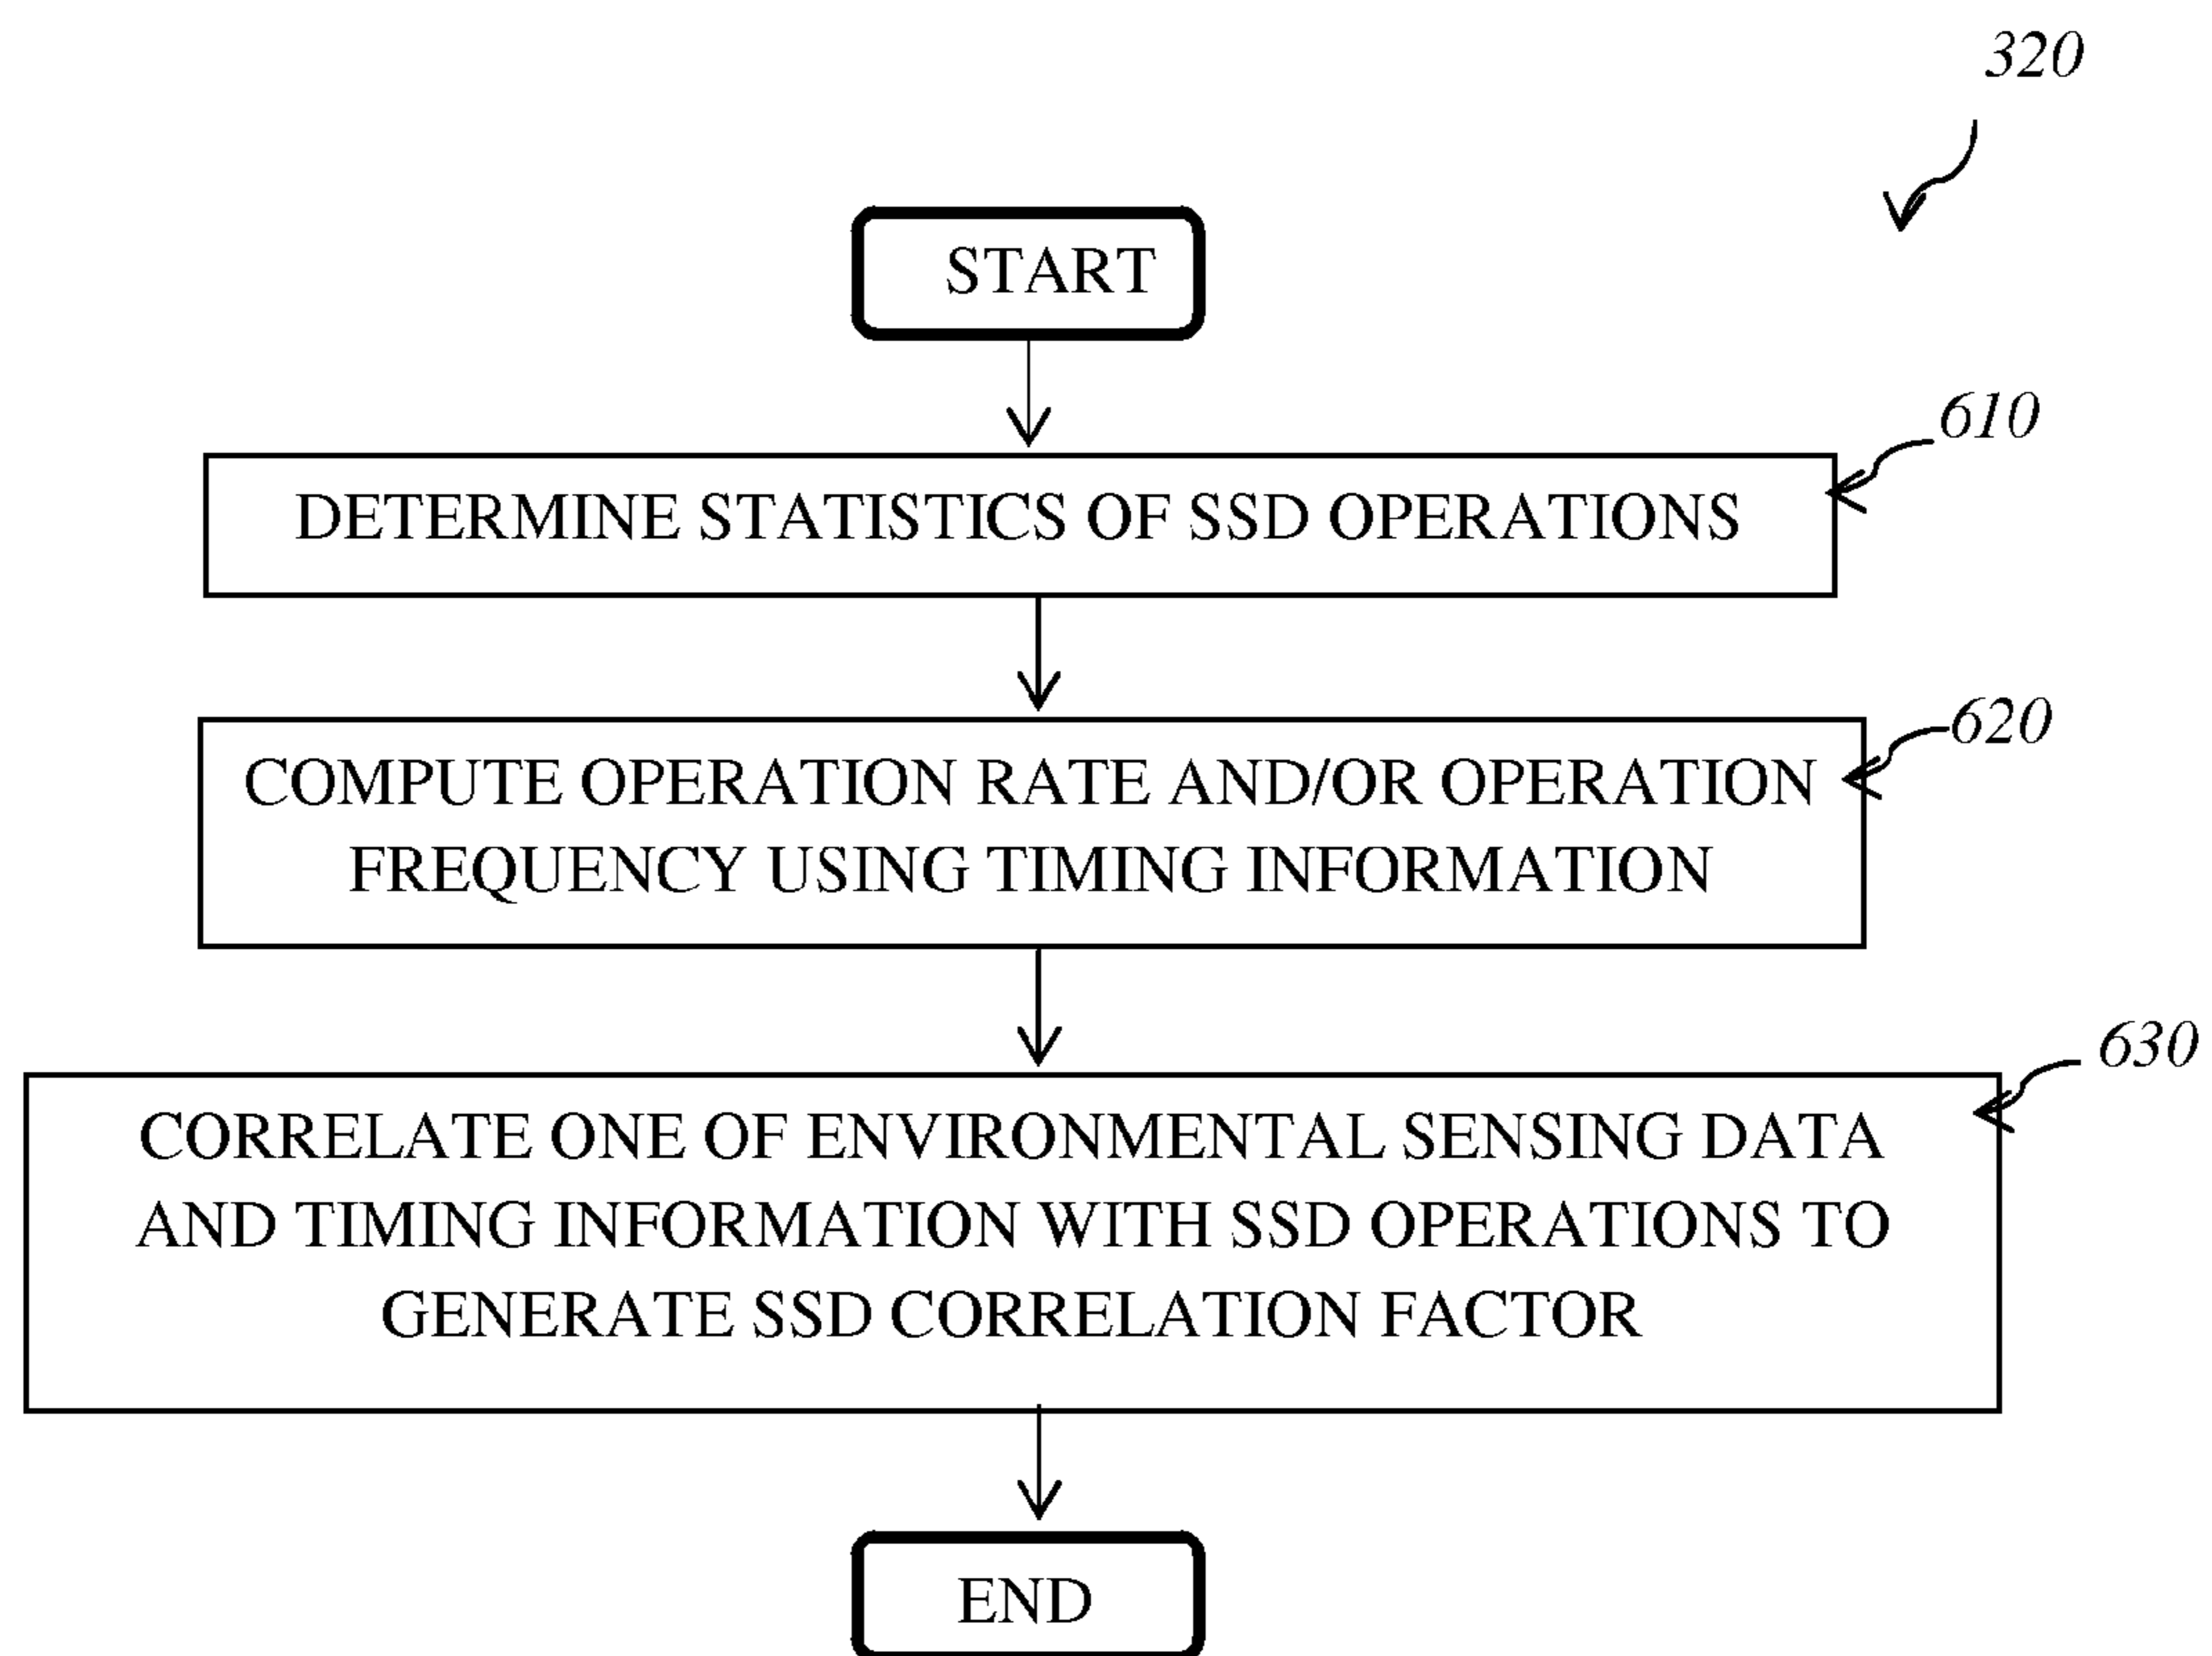 320
START
610
DETERMINE STATISTICS OF SSD OPERATIONS
620
COMPUTE OPERATION RATE AND/OR OPERATION
FREQUENCY USING TIMING INFORMATION
630
CORRELATE ONE OF ENVIRONMENTAL SENSING DATA
AND TIMING INFORMATION WITH SSD OPERATIONS TO
GENERATE SSD CORRELATION FACTOR
END